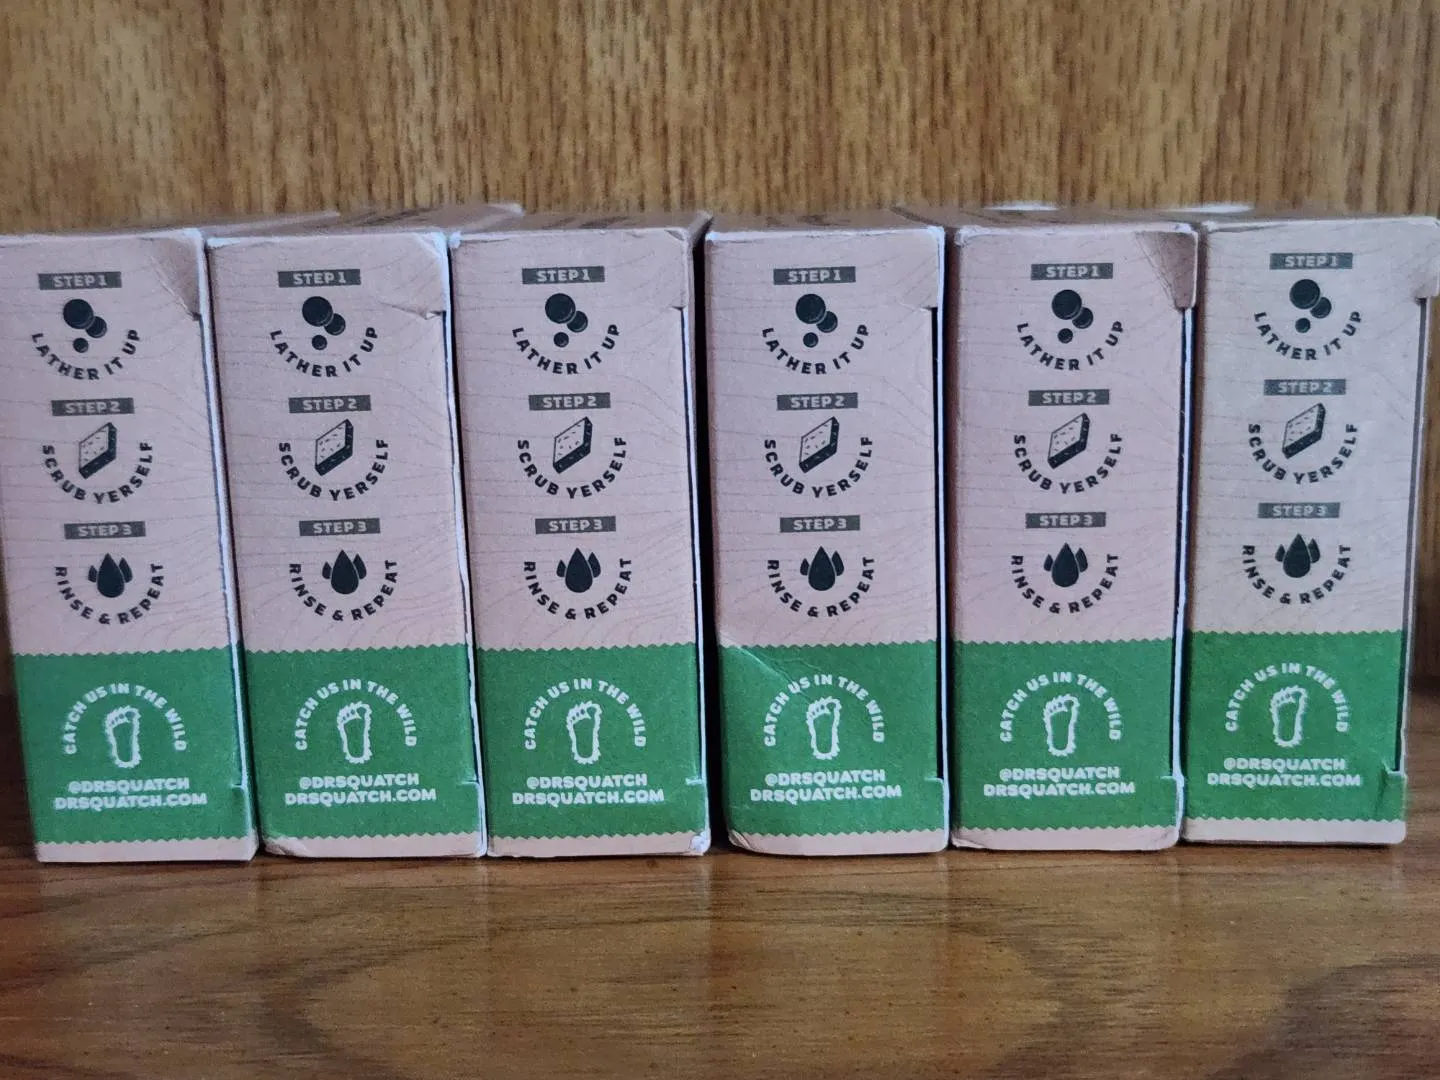 STEP 1
LATHER IT UP
STEP 2
SCRUB YERSELF
STEP 3
RINSE & REPEAT
CATCH US IN THE WILD
@DRSQUATCH
DRSQUATCH.COM
STEP 1
LATHER IT UP
STEP 2
SCRUB YERSELF
STEP 3
RINSE & REPEAT
CATCH US IN THE WILD
@DRSQUATCH
DRSQUATCH.COM
STEP 1
LATHER IT UP
STEP 2
SCRUB YERSELF
STEP 3
RINSE & REPEAT
CATCH US IN THE WILD
@DRSQUATCH
DRSQUATCH.COM
STEP 1
LATHER IT UP
STEP 2
SCRUB YERSELF
STEP 3
RINSE & REPEAT
CATCH US IN THE WILD
@DRSQUATCH
DRSQUATCH.COM
STEP 1
LATHER IT UP
STEP 2
SCRUB YERSELF
STEP 3
RINSE & REPEAT
CATCH US IN THE WILD
@DRSQUATCH
DRSQUATCH.COM
STEP 1
LATHER IT UP
STEP 2
SCRUB YERSELF
STEP 3
RINSE & REPEAT
CATCH US IN THE WILD
@DRSQUATCH
DRSQUATCH.COM